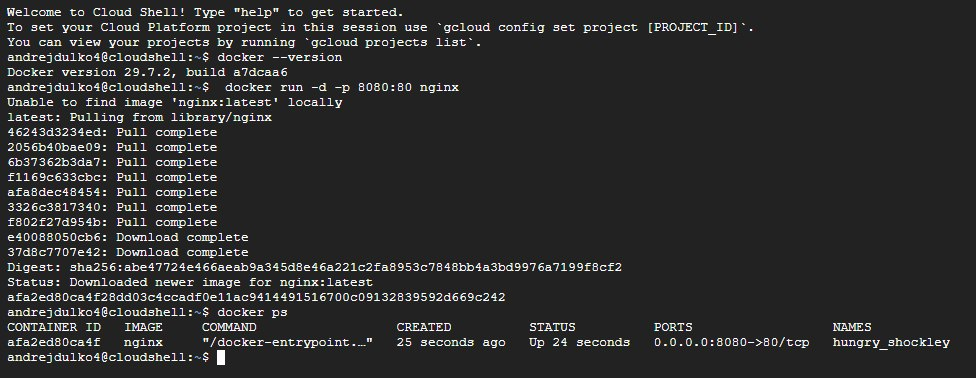 Welcome to Cloud Shell! Type "help" to get started.
To set your Cloud Platform project in this session use `gcloud config set project [PROJECT_ID]`.
You can view your projects by running `gcloud projects list`.
andrejdulko4@cloudshell:~$ docker --version
Docker version 29.7.2, build a7dcaa6
andrejdulko4@cloudshell:~$  docker run -d -p 8080:80 nginx
Unable to find image 'nginx:latest' locally
latest: Pulling from library/nginx
46243d3234ed: Pull complete
2056b40bae09: Pull complete
6b37362b3da7: Pull complete
f1169c633cbc: Pull complete
afa8dec48454: Pull complete
3326c3817340: Pull complete
f802f27d954b: Pull complete
e40088050cb6: Download complete
37d8c7707e42: Download complete
Digest: sha256:abe47724e466aeab9a345d8e46a221c2fa8953c7848bb4a3bd9976a7199f8cf2
Status: Downloaded newer image for nginx:latest
afa2ed80ca4f28dd03c4ccadf0e11ac9414491516700c09132839592d669c242
andrejdulko4@cloudshell:~$ docker ps
CONTAINER ID   IMAGE     COMMAND                  CREATED          STATUS          PORTS                  NAMES
afa2ed80ca4f   nginx     "/docker-entrypoint.…"   25 seconds ago   Up 24 seconds   0.0.0.0:8080->80/tcp   hungry_shockley
andrejdulko4@cloudshell:~$